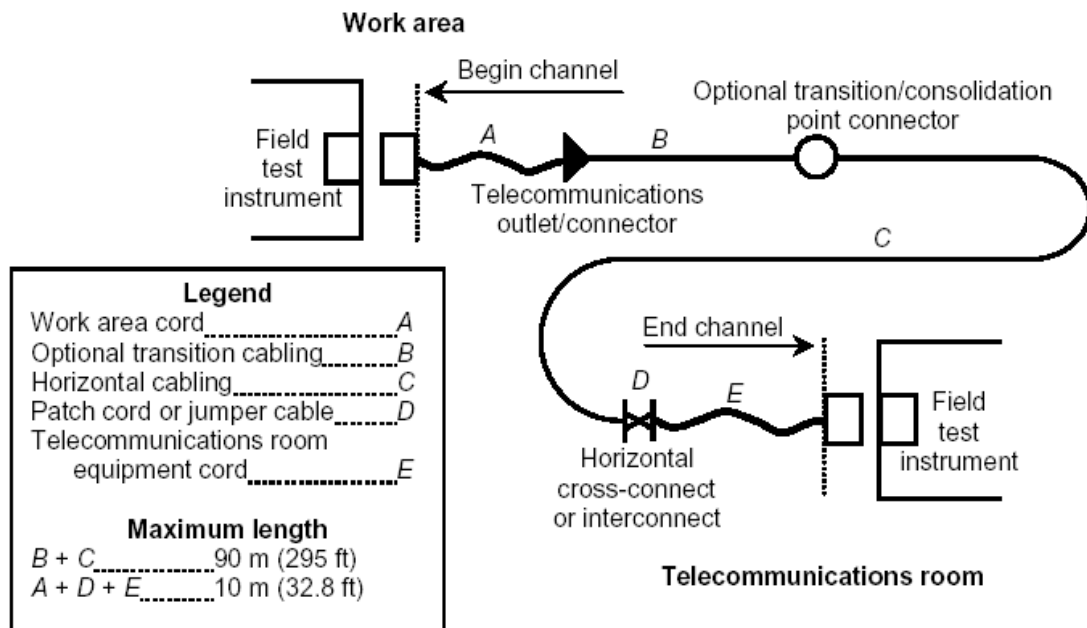 Work area
Begin channel
Optional transition/consolidation
point connector
Field
test
instrument
A
B
Telecommunications
outlet/connector
C
Legend
Work area cord A
Optional transition cabling B
Horizontal cabling C
Patch cord or jumper cable D
Telecommunications room
equipment cord E
Maximum length
B + C 90 m (295 ft)
A + D + E 10 m (32.8 ft)
End channel
D
E
Field
test
instrument
Horizontal
cross-connect
or interconnect
Telecommunications room